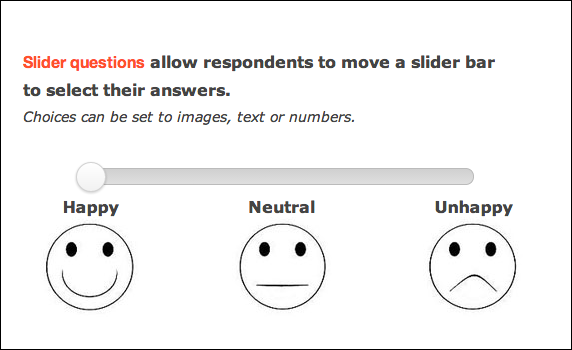 Slider questions allow respondents to move a slider bar
to select their answers.
Choices can be set to images, text or numbers.
Happy Neutral Unhappy